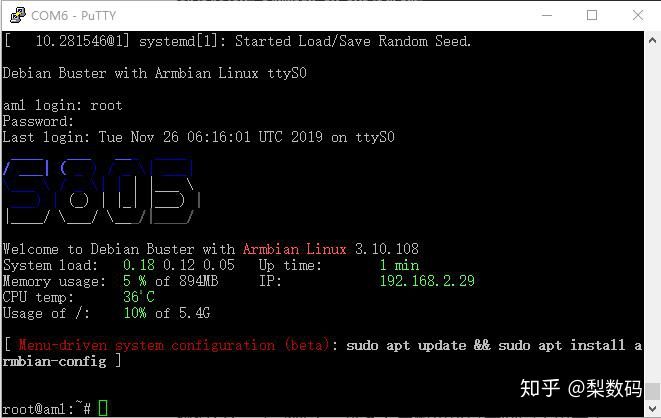 COM6 - PuTTY
[   10.281546@1] systemd[1]: Started Load/Save Random Seed.
Debian Buster with Armbian Linux ttyS0
aml login: root
Password:
Last login: Tue Nov 26 06:16:01 UTC 2019 on ttyS0
S805
Welcome to Debian Buster with Armbian Linux 3.10.108
System load:   0.18 0.12 0.05   Up time:       1 min
Memory usage:  5 % of 894MB     IP:            192.168.2.29
CPU temp:      36'C
Usage of /:    10% of 5.4G
[ Menu-driven system configuration (beta): sudo apt update && sudo apt install a
rmbian-config ]
知乎 @梨数码
root@aml:~#